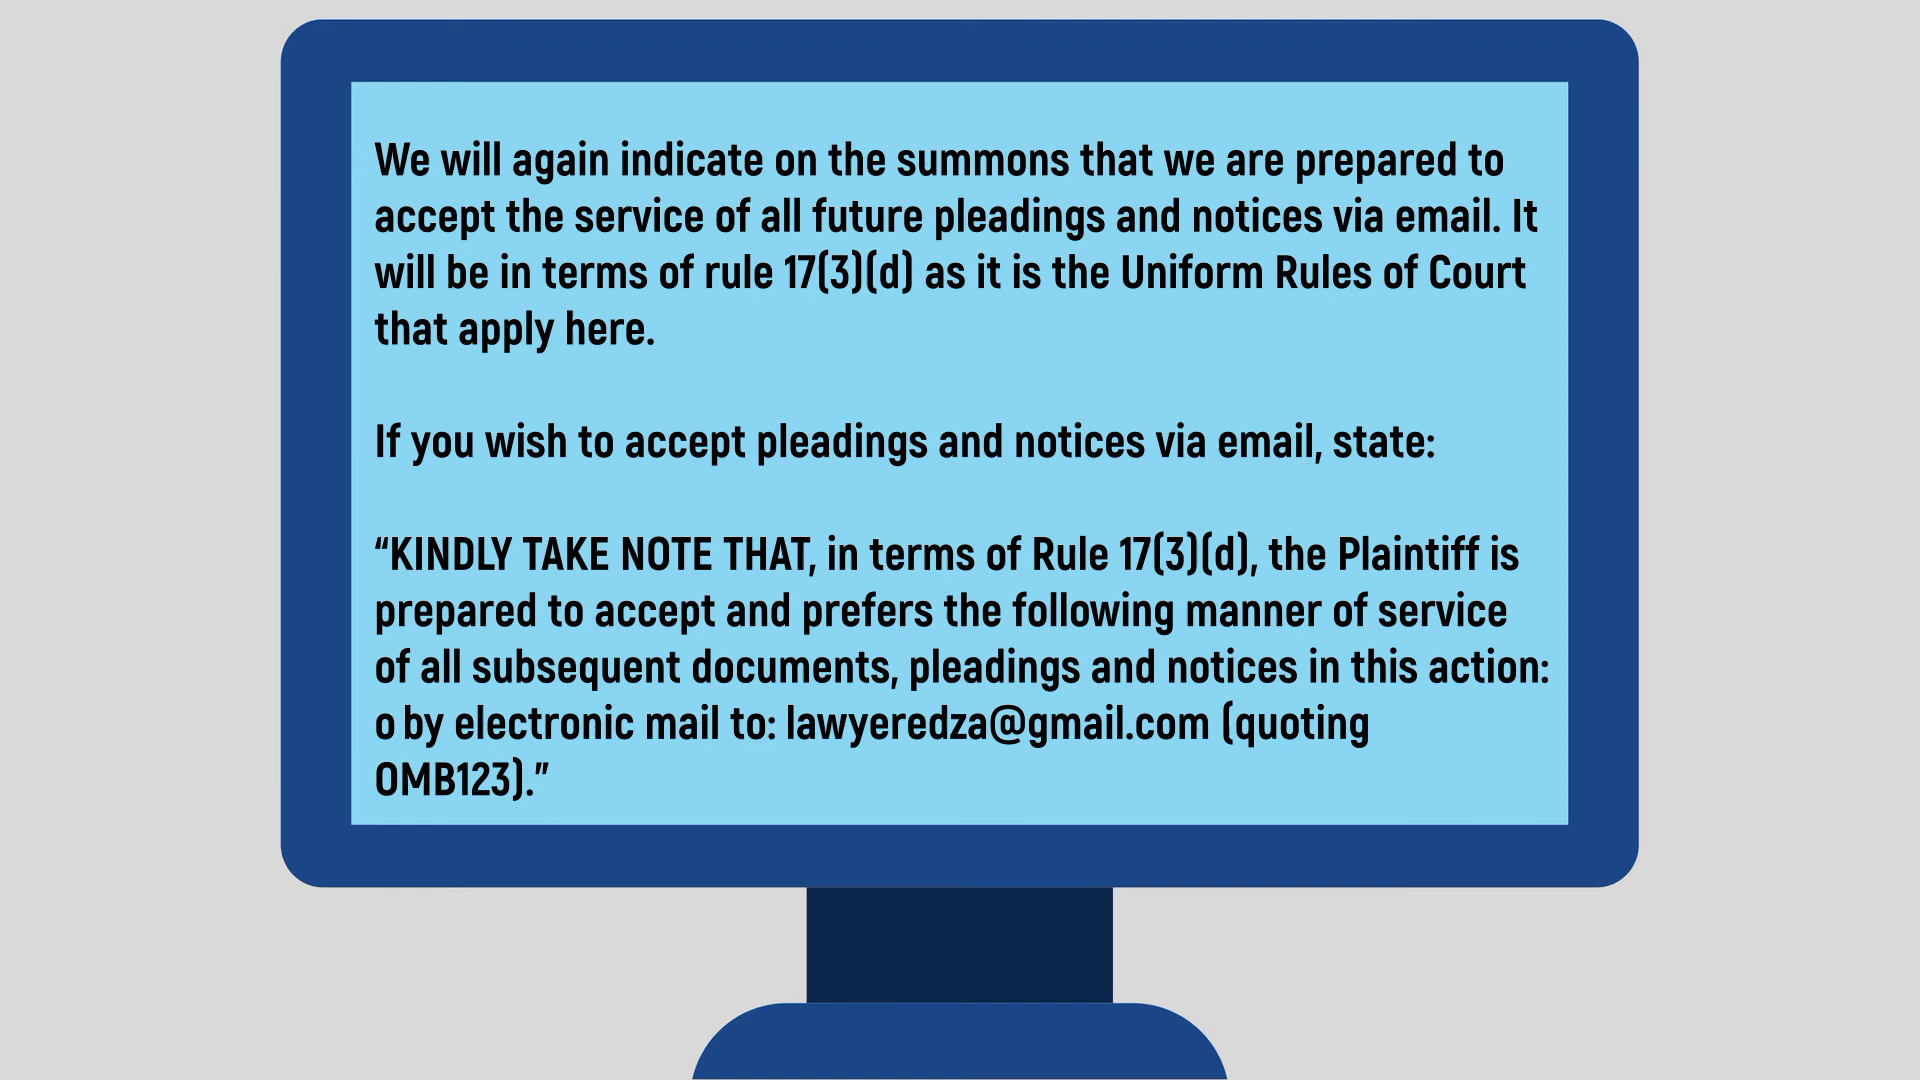 We will again indicate on the summons that we are prepared to
accept the service of all future pleadings and notices via email. It
will be in terms of rule 17(3)(d) as it is the Uniform Rules of Court
that apply here.
If you wish to accept pleadings and notices via email, state:
“KINDLY TAKE NOTE THAT, in terms of Rule 17(3)(d), the Plaintiff is
prepared to accept and prefers the following manner of service
of all subsequent documents, pleadings and notices in this action:
o by electronic mail to: lawyeredza@gmail.com (quoting
OMB123).”